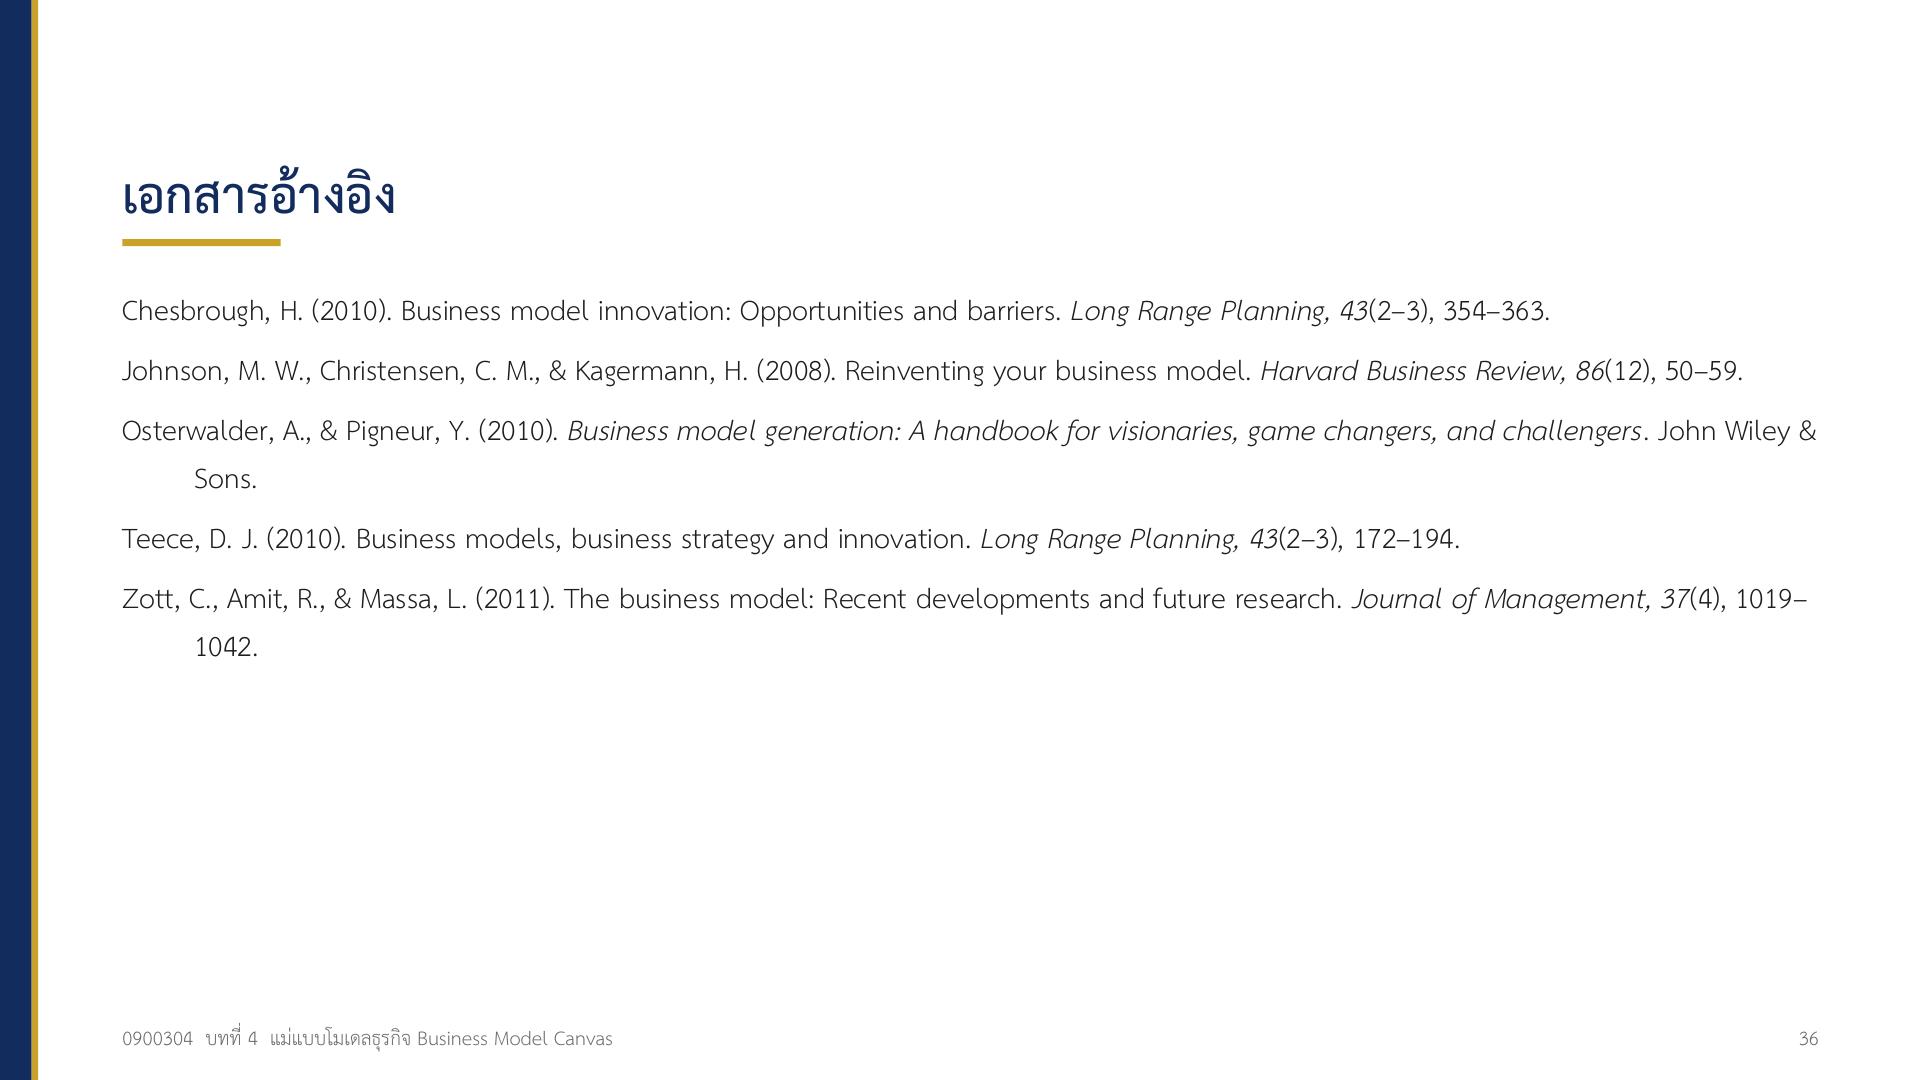 เอกสารอ้างอิง
Chesbrough, H. (2010). Business model innovation: Opportunities and barriers. Long Range Planning, 43(2–3), 354–363.
Johnson, M. W., Christensen, C. M., & Kagermann, H. (2008). Reinventing your business model. Harvard Business Review, 86(12), 50–59.
Osterwalder, A., & Pigneur, Y. (2010). Business model generation: A handbook for visionaries, game changers, and challengers. John Wiley &
Sons.
Teece, D. J. (2010). Business models, business strategy and innovation. Long Range Planning, 43(2–3), 172–194.
Zott, C., Amit, R., & Massa, L. (2011). The business model: Recent developments and future research. Journal of Management, 37(4), 1019–
1042.
0900304 บทที่ 4 แม่แบบโมเดลธุรกิจ Business Model Canvas
36